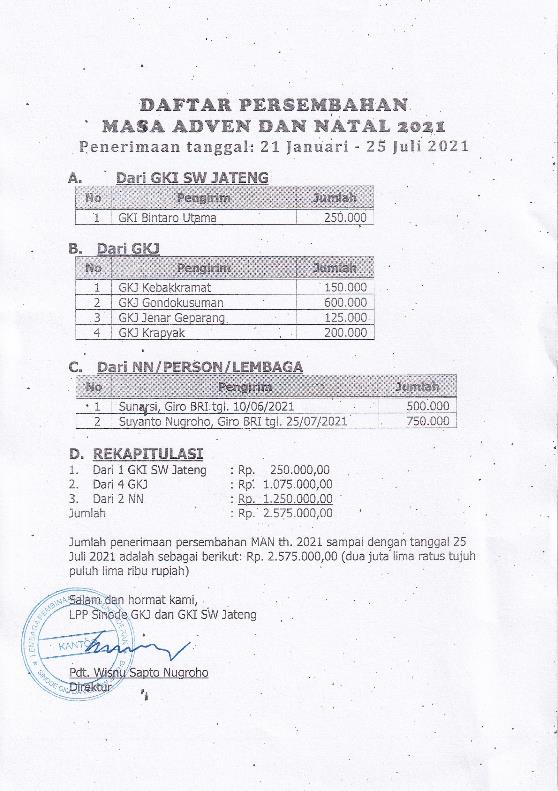 DAFTAR PERSEMBAHAN
MASA ADVEN DAN NATAL 2021
Penerimaan tanggal: 21 Januari - 25 Juli 2021
A. Dari GKI SW JATENG
No Pengirim Jumlah
1 GKI Bintaro Utama 250.000
B. Dari GKJ
No Pengirim Jumlah
1 GKJ Kebakkramat 150.000
2 GKJ Gondokusuman 600.000
3 GKJ Jenar Geparang 125.000
4 GKJ Krapyak 200.000
C. Dari NN/PERSON/LEMBAGA
No Pengirim Jumlah
1 Sunarsi, Giro BRI tgl. 10/06/2021 500.000
2 Suyanto Nugroho, Giro BRI tgl. 25/07/2021 750.000
D. REKAPITULASI
1. Dari 1 GKI SW Jateng : Rp. 250.000,00
2. Dari 4 GKJ : Rp. 1.075.000,00
3. Dari 2 NN : Rp. 1.250.000,00
Jumlah : Rp. 2.575.000,00
Jumlah penerimaan persembahan MAN th. 2021 sampai dengan tanggal 25
Juli 2021 adalah sebagai berikut: Rp. 2.575.000,00 (dua juta lima ratus tujuh
puluh lima ribu rupiah)
Salam dan hormat kami,
LPP Sinode GKJ dan GKI SW Jateng
KANTOR
Pdt. Wisnu Sapto Nugroho
Direktur